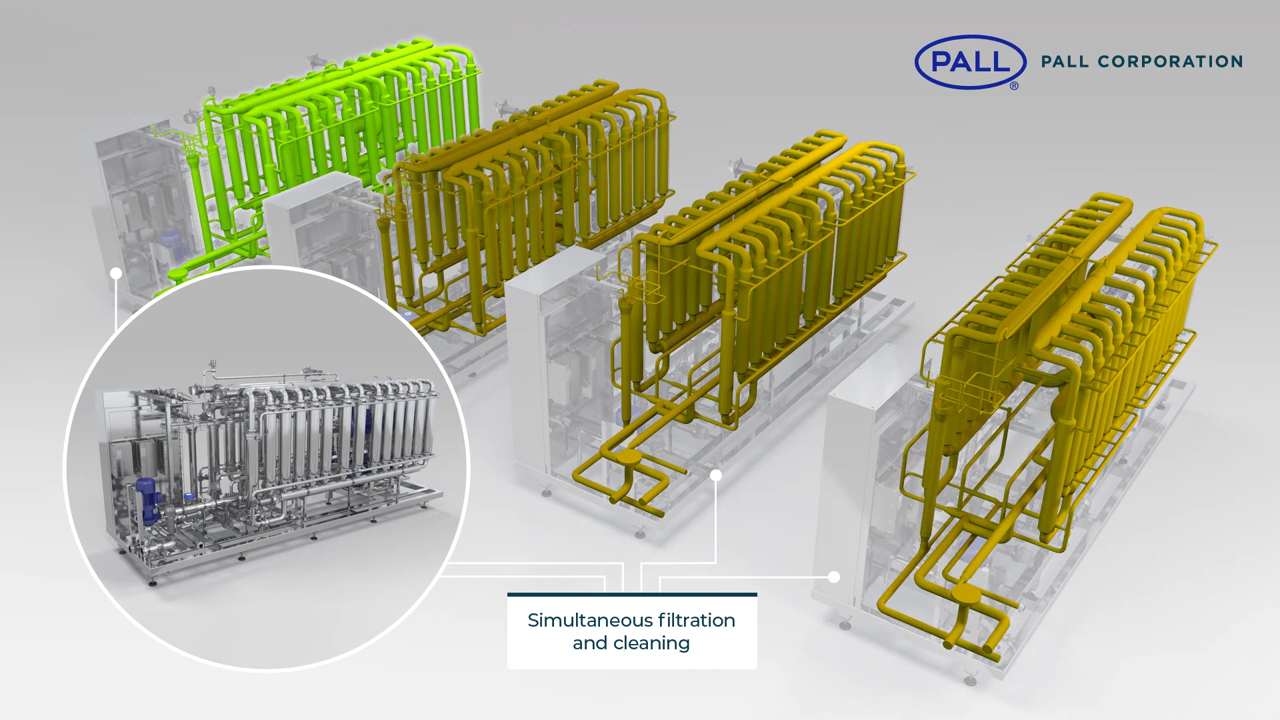 PALL
®
PALL CORPORATION
Simultaneous filtration
and cleaning